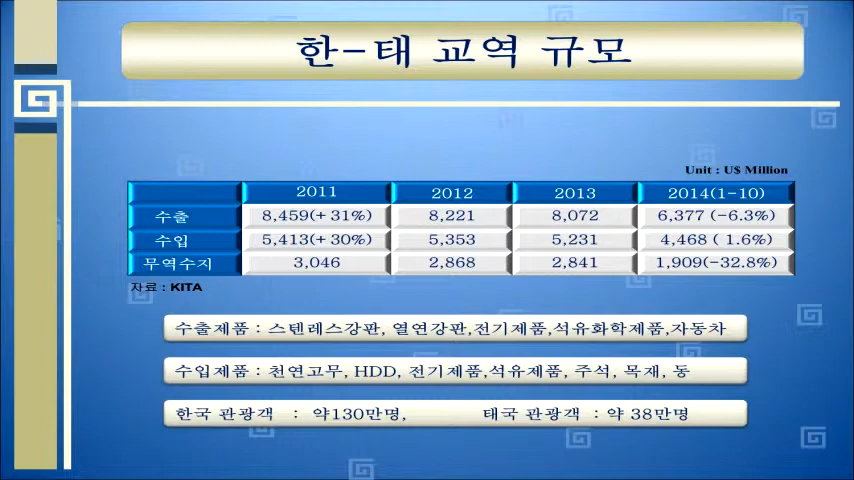 한-태 교역 규모
Unit : U$ Million
2011 2012 2013 2014(1-10)
수출 8,459(+31%) 8,221 8,072 6,377 (-6.3%)
수입 5,413(+30%) 5,353 5,231 4,468 ( 1.6%)
무역수지 3,046 2,868 2,841 1,909(-32.8%)
자료 : KITA
수출제품 : 스텐레스강판, 열연강판,전기제품,석유화학제품,자동차
수입제품 : 천연고무, HDD, 전기제품,석유제품, 주석, 목재, 동
한국 관광객 : 약130만명, 태국 관광객 : 약 38만명